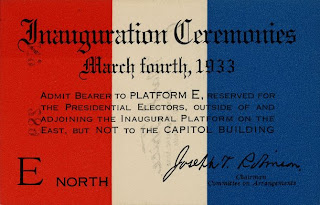 Inauguration Ceremonies
March fourth, 1933
ADMIT BEARER TO PLATFORM E, RESERVED FOR
THE PRESIDENTIAL ELECTORS, OUTSIDE OF AND
ADJOINING THE INAUGURAL PLATFORM ON THE
EAST, BUT NOT TO THE CAPITOL BUILDING
Joseph T Robinson
Chairman
Committee on Arrangements
E NORTH